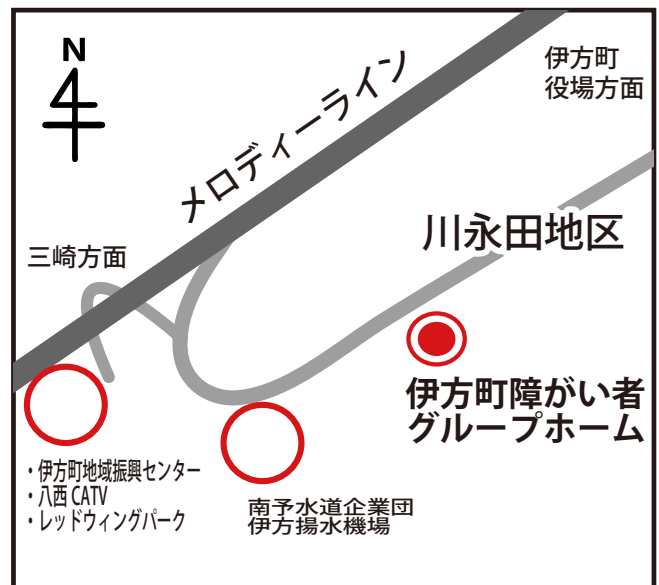 N
伊方町
役場方面
メロディーライン
川永田地区
三崎方面
伊方町障がい者
グループホーム
・伊方町地域振興センター
・八西 CATV
・レッドウィングパーク
南予水道企業団
伊方揚水機場